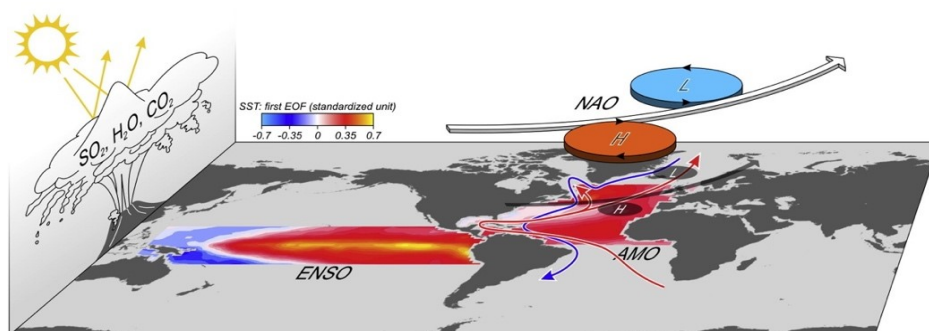 SO₂, H₂O, CO₂
SST: first EOF (standardized unit)
-0.7 -0.35 0 0.35 0.7
NAO
L
H
L
H
ENSO
AMO